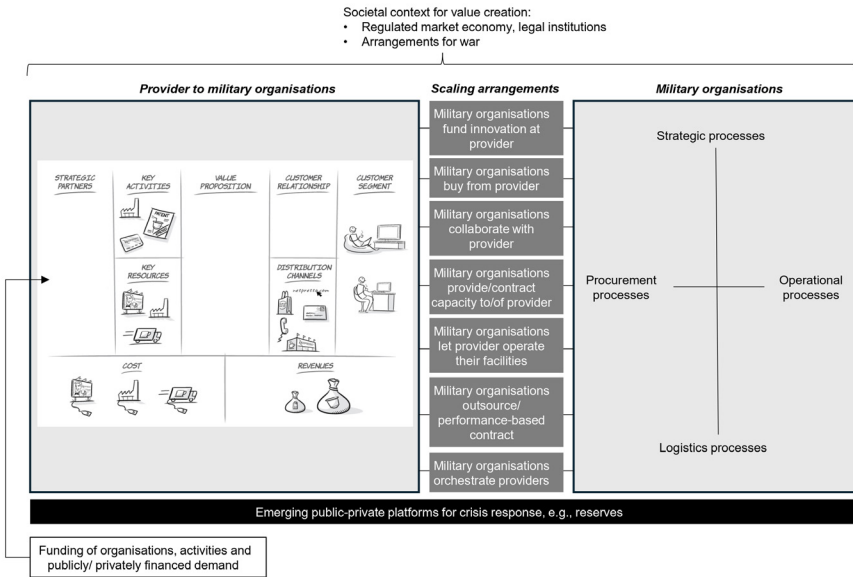 Societal context for value creation:
• Regulated market economy, legal institutions
• Arrangements for war
Provider to military organisations
Scaling arrangements
Military organisations
STRATEGIC
PARTNERS
KEY
ACTIVITIES
VALUE
PROPOSITION
CUSTOMER
RELATIONSHIP
CUSTOMER
SEGMENT
PATENT
KEY
RESOURCES
DISTRIBUTION
CHANNELS
nespresso.com
COST
REVENUES
Military organisations
fund innovation at
provider
Military organisations
buy from provider
Military organisations
collaborate with
provider
Military organisations
provide/contract
capacity to/of provider
Military organisations
let provider operate
their facilities
Military organisations
outsource/
performance-based
contract
Military organisations
orchestrate providers
Strategic processes
Procurement
processes
Operational
processes
Logistics processes
Emerging public-private platforms for crisis response, e.g., reserves
Funding of organisations, activities and
publicly/ privately financed demand